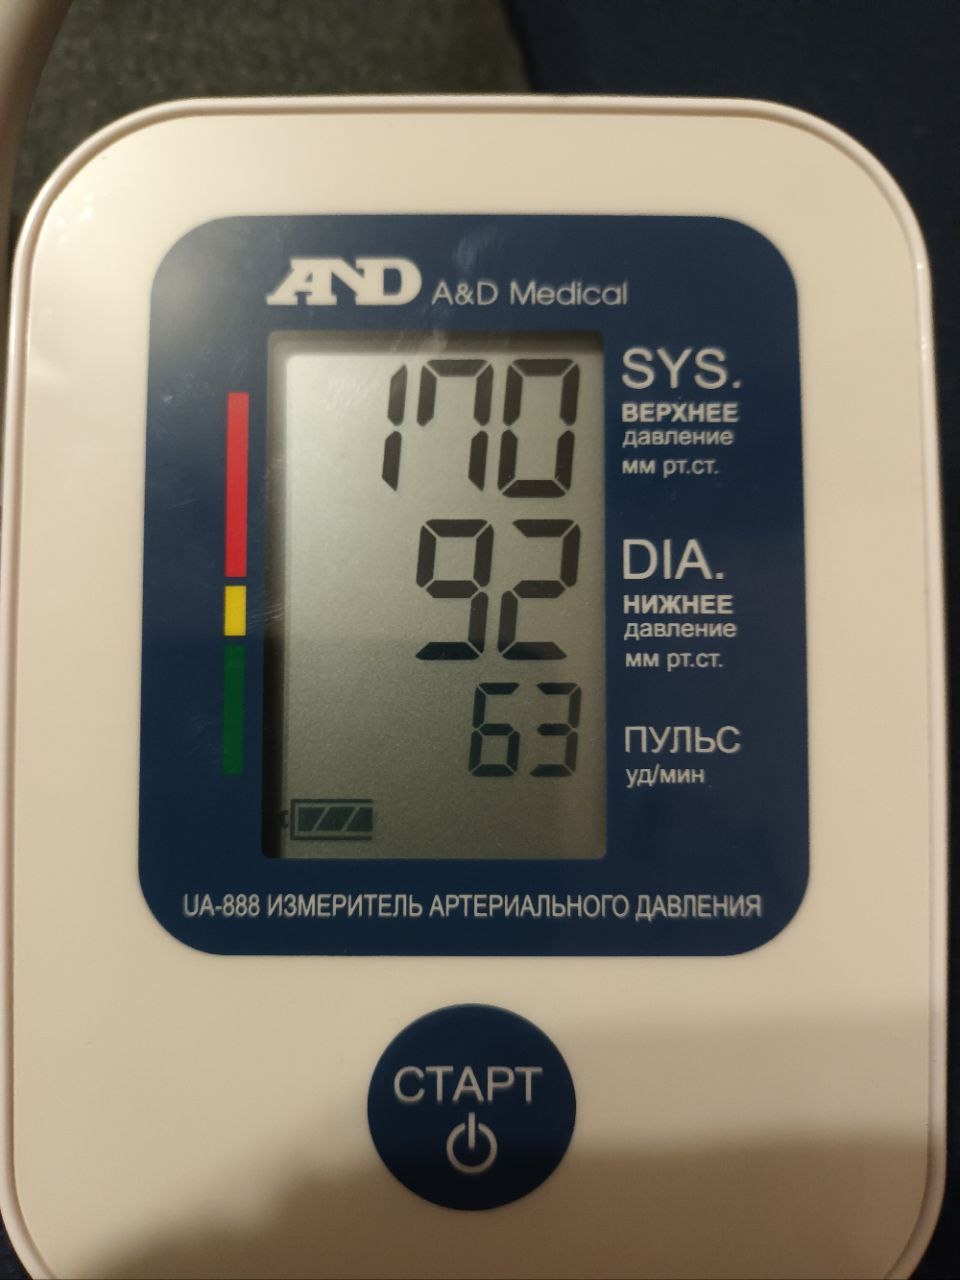 AND A&D Medical
170
SYS.
ВЕРХНЕЕ
давление
мм рт.ст.
92
DIA.
НИЖНЕЕ
давление
мм рт.ст.
63
ПУЛЬС
уд/мин
UA-888 ИЗМЕРИТЕЛЬ АРТЕРИАЛЬНОГО ДАВЛЕНИЯ
СТАРТ